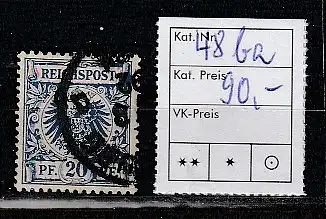 REICHSPOST
PF. 20
Kat. Nr.
48 ba
Kat. Preis
90,-
VK-Preis